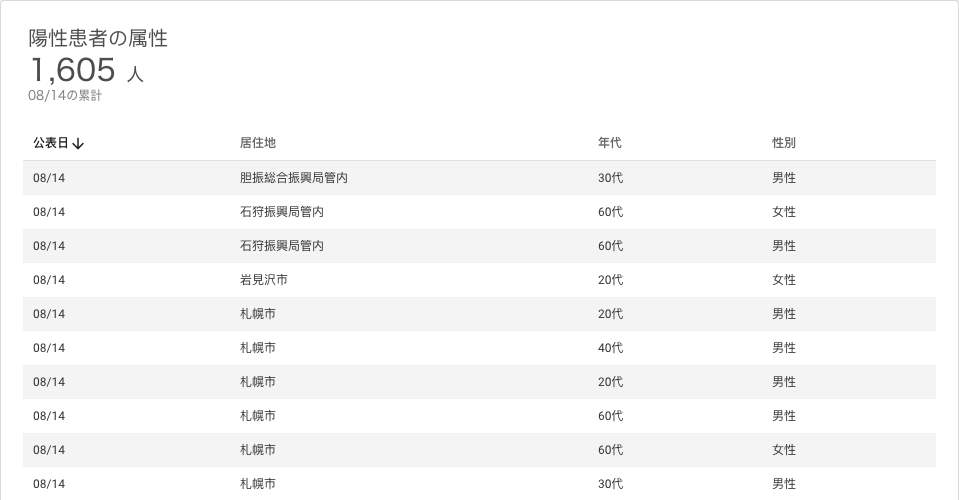 陽性患者の属性
1,605 人
08/14の累計
公表日↓ 居住地 年代 性別
08/14 胆振総合振興局管内 30代 男性
08/14 石狩振興局管内 60代 女性
08/14 石狩振興局管内 60代 男性
08/14 岩見沢市 20代 女性
08/14 札幌市 20代 男性
08/14 札幌市 40代 男性
08/14 札幌市 20代 男性
08/14 札幌市 60代 男性
08/14 札幌市 60代 女性
08/14 札幌市 30代 男性